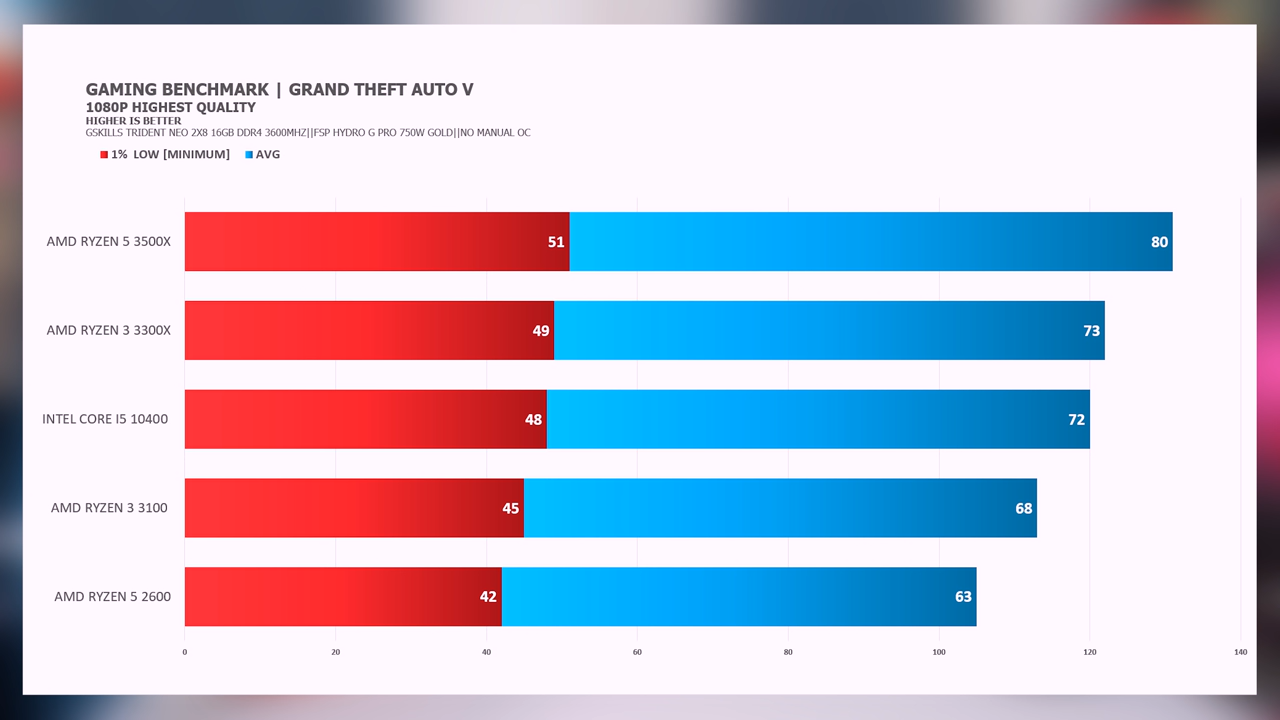 GAMING BENCHMARK | GRAND THEFT AUTO V
1080P HIGHEST QUALITY
HIGHER IS BETTER
GSKILLS TRIDENT NEO 2X8 16GB DDR4 3600MHZ||FSP HYDRO G PRO 750W GOLD||NO MANUAL OC
1% LOW [MINIMUM] AVG
AMD RYZEN 5 3500X 51 80
AMD RYZEN 3 3300X 49 73
INTEL CORE I5 10400 48 72
AMD RYZEN 3 3100 45 68
AMD RYZEN 5 2600 42 63
0 20 40 60 80 100 120 140